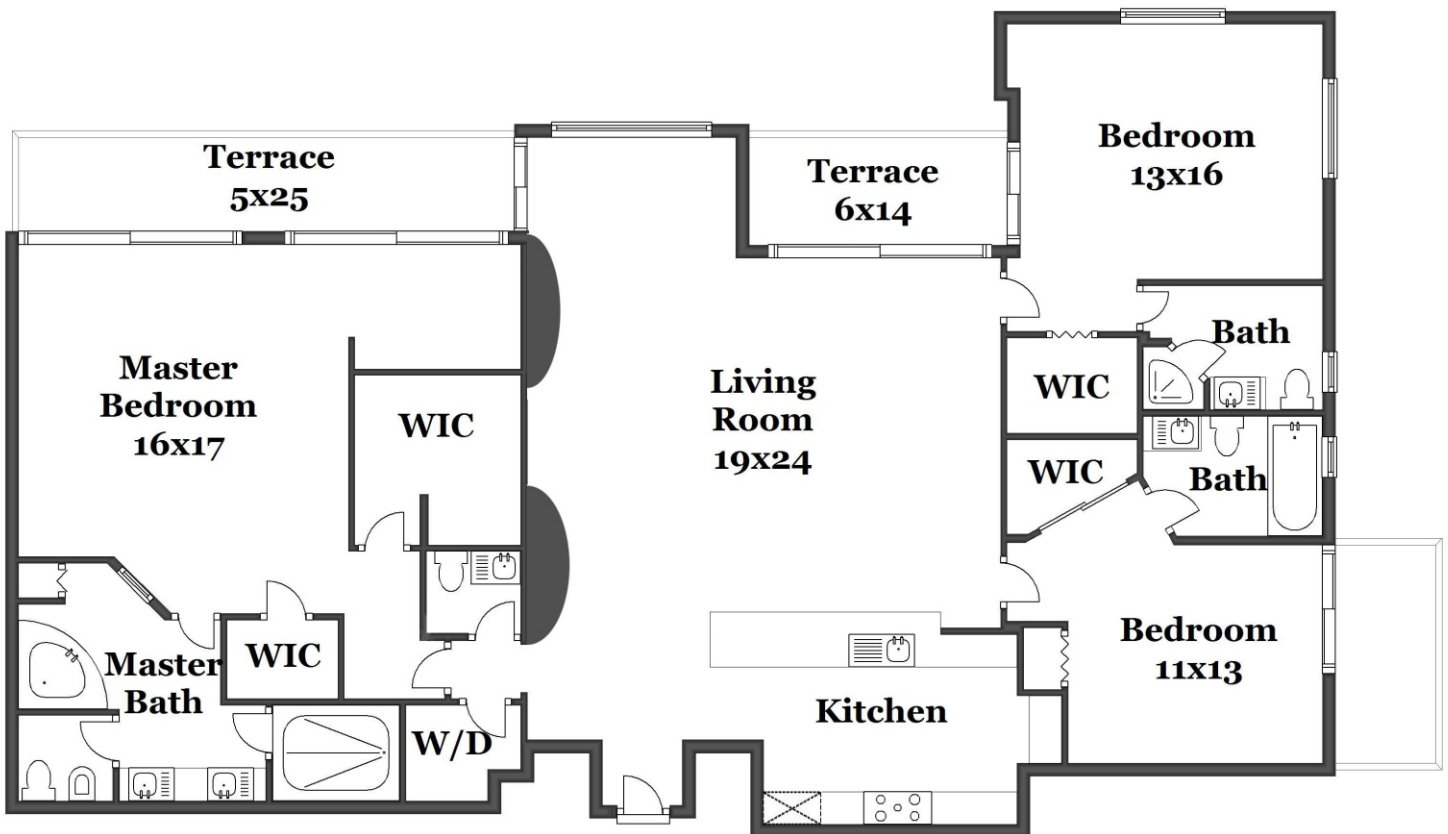 Terrace
5x25
Terrace
6x14
Bedroom
13x16
Master
Bedroom
16x17
WIC
Living
Room
19x24
WIC
Bath
WIC
Bath
Master
Bath
WIC
W/D
Kitchen
Bedroom
11x13